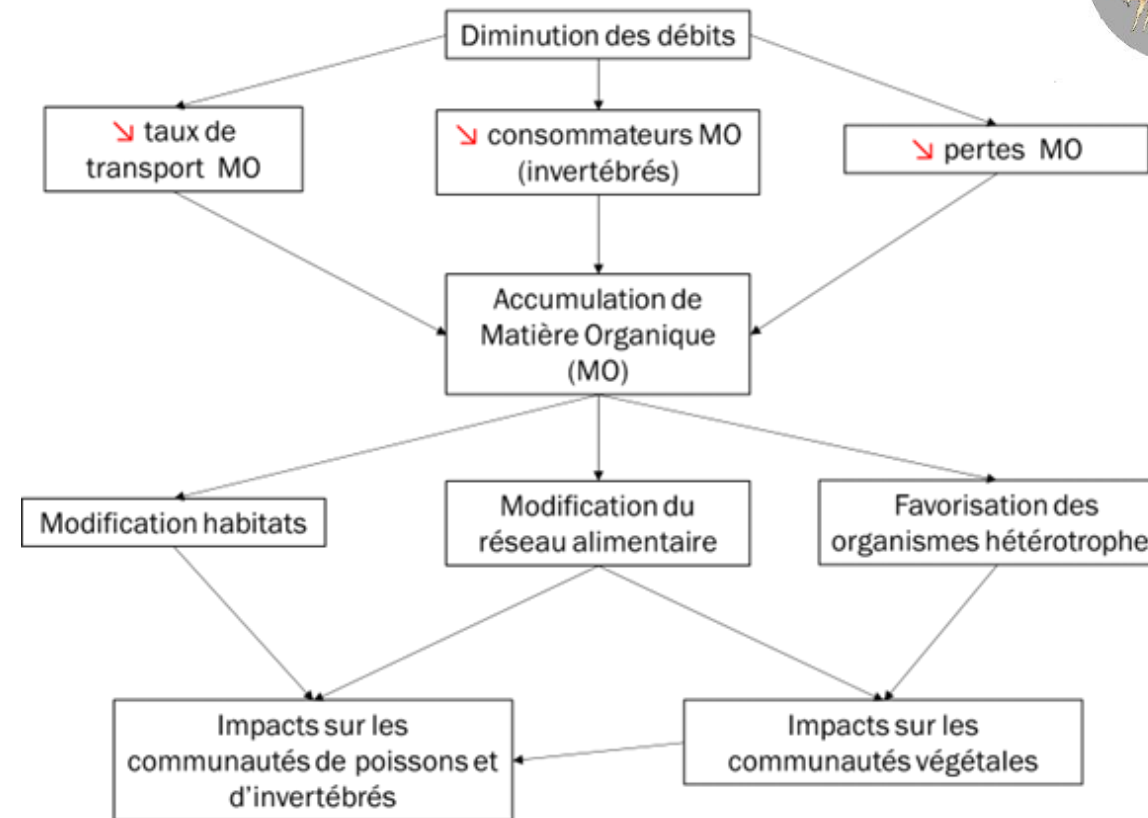 Diminution des débits
↘ taux de
transport MO
↘ consommateurs MO
(invertébrés)
↘ pertes MO
Accumulation de
Matière Organique
(MO)
Modification habitats
Modification du
réseau alimentaire
Favorisation des
organismes hétérotrophe
Impacts sur les
communautés de poissons et
d'invertébrés
Impacts sur les
communautés végétales